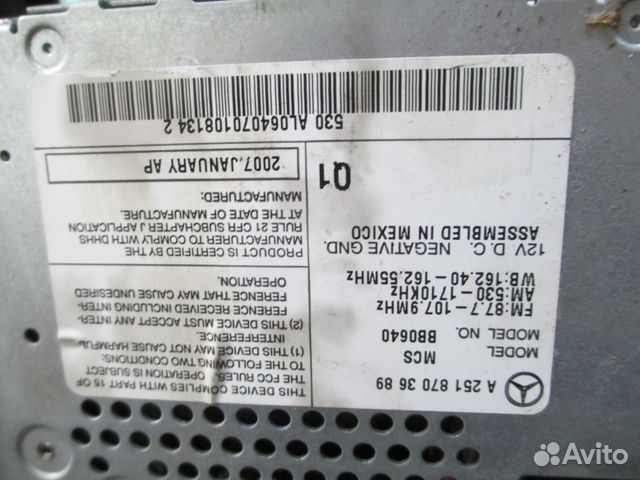 A 251 870 36 89
MODEL MCS
MODEL NO. BB0640
FM:87.7-107.9MHz
AM:530-1710KHz
WB:162.40-162.55MHz
12V D.C. NEGATIVE GND.
ASSEMBLED IN MEXICO
Q1
THIS DEVICE COMPLIES WITH PART 15 OF
THE FCC RULES. OPERATION IS SUBJECT
TO THE FOLLOWING TWO CONDITIONS:
(1) THIS DEVICE MAY NOT CAUSE HARMFUL
INTERFERENCE.
(2) THIS DEVICE MUST ACCEPT ANY INTER-
FERENCE RECEIVED INCLUDING INTER-
FERENCE THAT MAY CAUSE UNDESIRED
OPERATION.
PRODUCT IS CERTIFIED BY THE
MANUFACTURER TO COMPLY WITH DHHS
RULE 21 CFR SUBCHAPTER J APPLICATION
AT THE DATE OF MANUFACTURE.
MANUFACTURED:
2007.JANUARY AP
530 AL064070108134 2
Avito